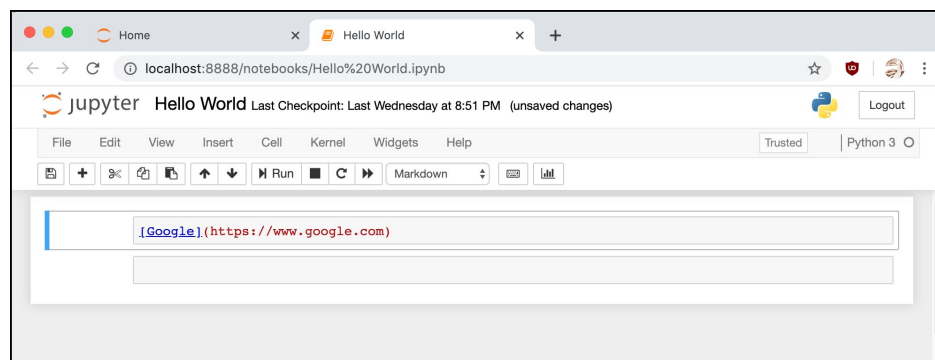 Home
Hello World
localhost:8888/notebooks/Hello%20World.ipynb
jupyter Hello World Last Checkpoint: Last Wednesday at 8:51 PM (unsaved changes)
Logout
File Edit View Insert Cell Kernel Widgets Help
Trusted
Python 3
Run
Markdown
[Google](https://www.google.com)